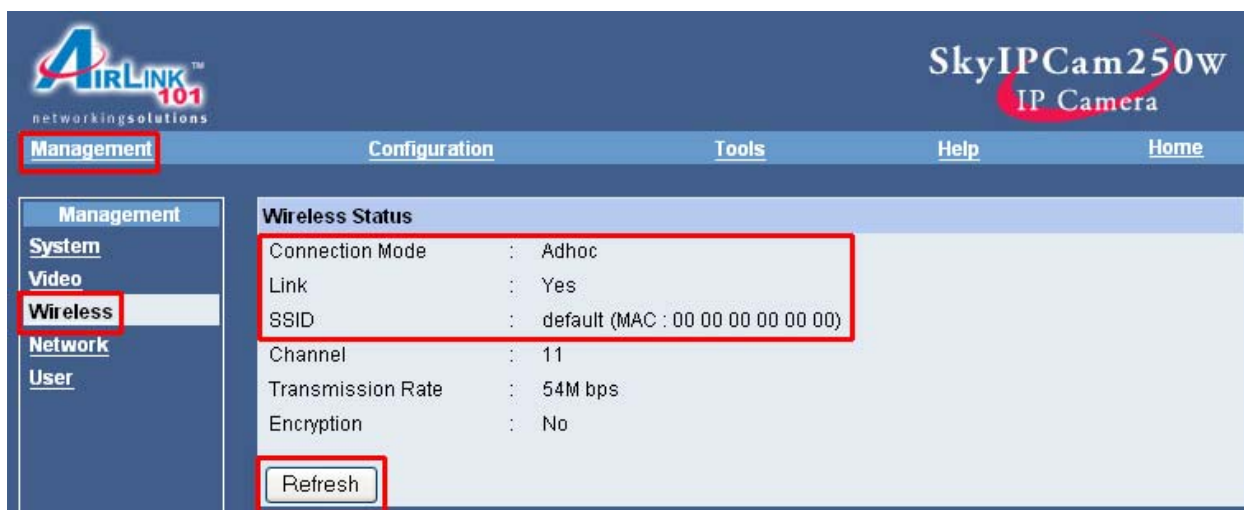 AIRLINK™
101
networkingsolutions
SkyIPCam250W
IP Camera
Management Configuration Tools Help Home
Management
System
Video
Wireless
Network
User
Wireless Status
Connection Mode : Adhoc
Link : Yes
SSID : default (MAC : 00 00 00 00 00 00)
Channel : 11
Transmission Rate : 54M bps
Encryption : No
Refresh